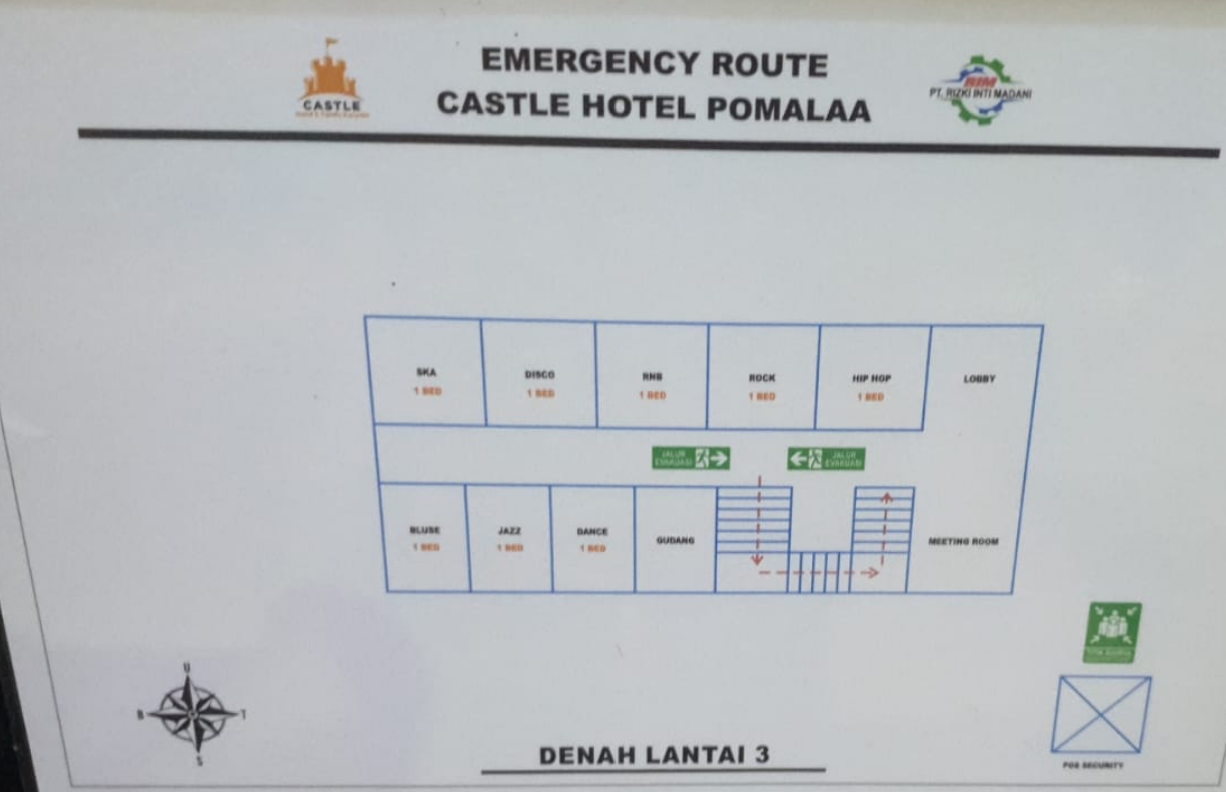 EMERGENCY ROUTE
CASTLE HOTEL POMALAA
CASTLE
RIM
PT. RIZKI INTI MADANI
SKA
1 BED
DISCO
1 BED
RNB
1 BED
ROCK
1 BED
HIP HOP
1 BED
LOBBY
JALUR
EVAKUASI
JALUR
EVAKUASI
BLUSE
1 BED
JAZZ
1 BED
DANCE
1 BED
GUDANG
MEETING ROOM
U
B
T
S
DENAH LANTAI 3
POS SECURITY